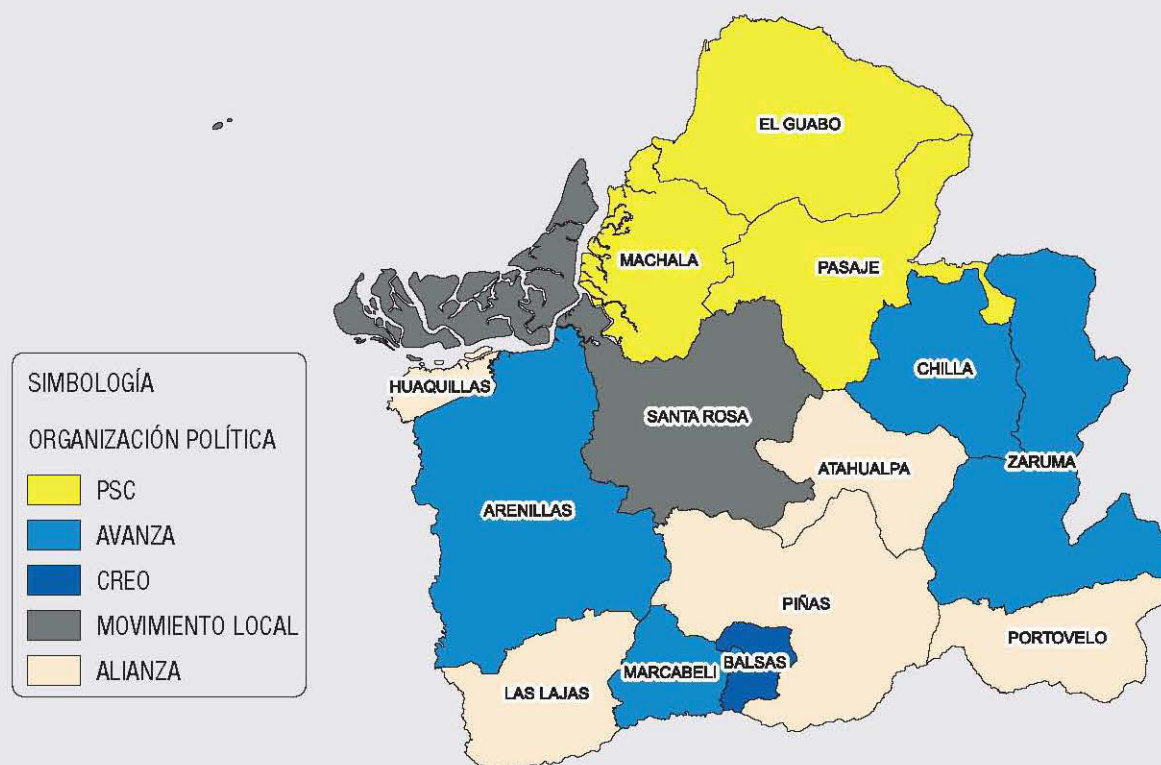 EL GUABO
MACHALA
PASAJE
HUAQUILLAS
CHILLA
SANTA ROSA
ATAHUALPA
ZARUMA
ARENILLAS
PIÑAS
PORTOVELO
MARCABELI
BALSAS
LAS LAJAS
SIMBOLOGÍA
ORGANIZACIÓN POLÍTICA
PSC
AVANZA
CREO
MOVIMIENTO LOCAL
ALIANZA